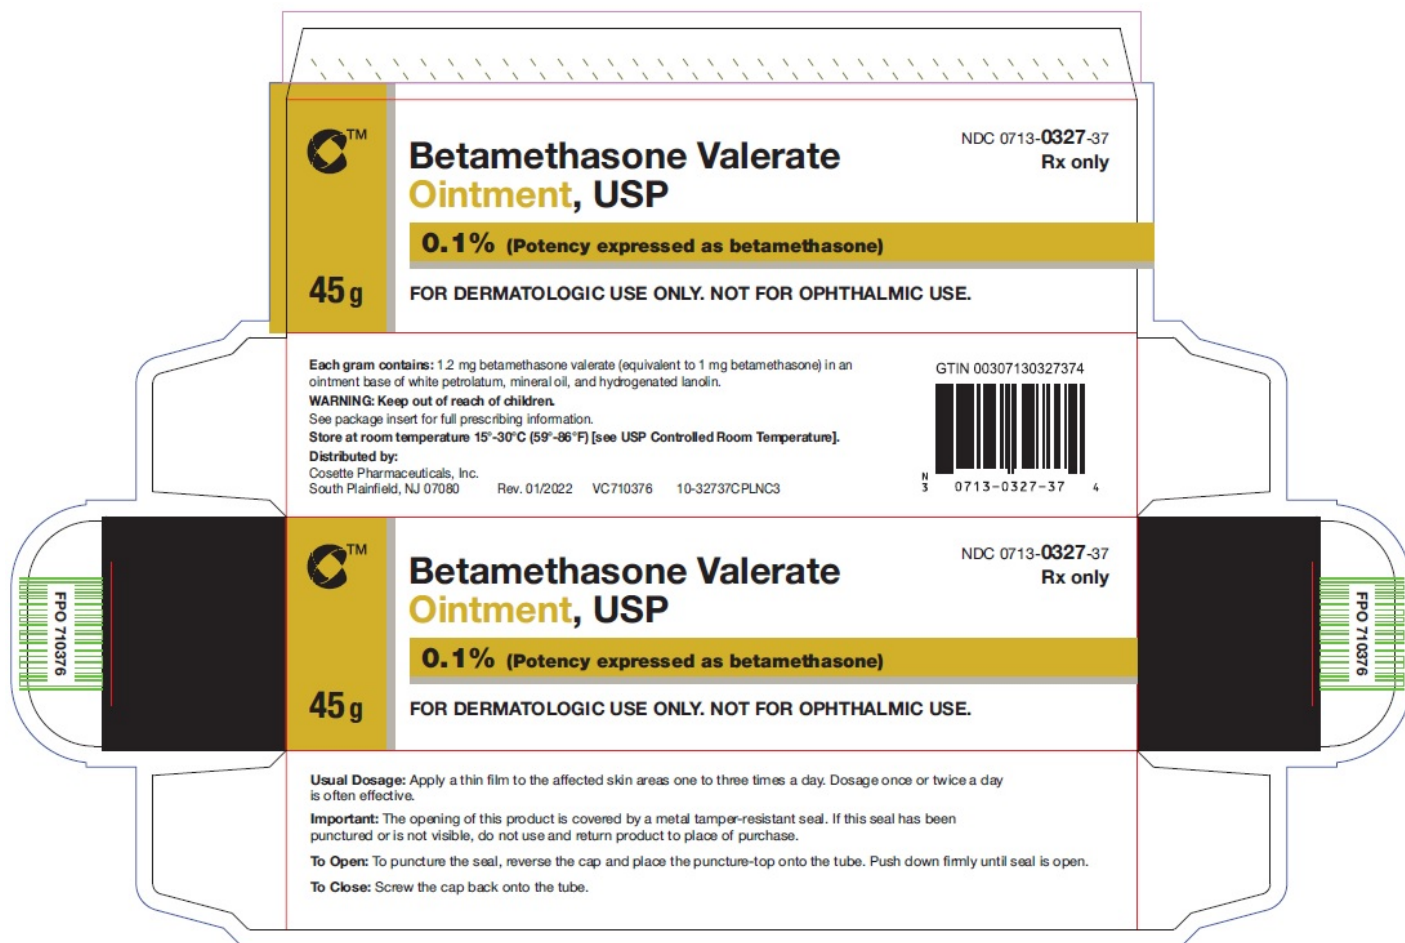 TM
Betamethasone Valerate
Ointment, USP
NDC 0713-0327-37
Rx only
0.1% (Potency expressed as betamethasone)
45 g
FOR DERMATOLOGIC USE ONLY. NOT FOR OPHTHALMIC USE.
Each gram contains: 1.2 mg betamethasone valerate (equivalent to 1 mg betamethasone) in an
ointment base of white petrolatum, mineral oil, and hydrogenated lanolin.
WARNING: Keep out of reach of children.
See package insert for full prescribing information.
Store at room temperature 15°-30°C (59°-86°F) [see USP Controlled Room Temperature].
Distributed by:
Cosette Pharmaceuticals, Inc.
South Plainfield, NJ 07080 Rev. 01/2022 VC710376 10-32737CPLNC3
GTIN 00307130327374
N
3 0713-0327-37 4
FPO 710376
TM
Betamethasone Valerate
Ointment, USP
NDC 0713-0327-37
Rx only
0.1% (Potency expressed as betamethasone)
45 g
FOR DERMATOLOGIC USE ONLY. NOT FOR OPHTHALMIC USE.
FPO 710376
Usual Dosage: Apply a thin film to the affected skin areas one to three times a day. Dosage once or twice a day
is often effective.
Important: The opening of this product is covered by a metal tamper-resistant seal. If this seal has been
punctured or is not visible, do not use and return product to place of purchase.
To Open: To puncture the seal, reverse the cap and place the puncture-top onto the tube. Push down firmly until seal is open.
To Close: Screw the cap back onto the tube.